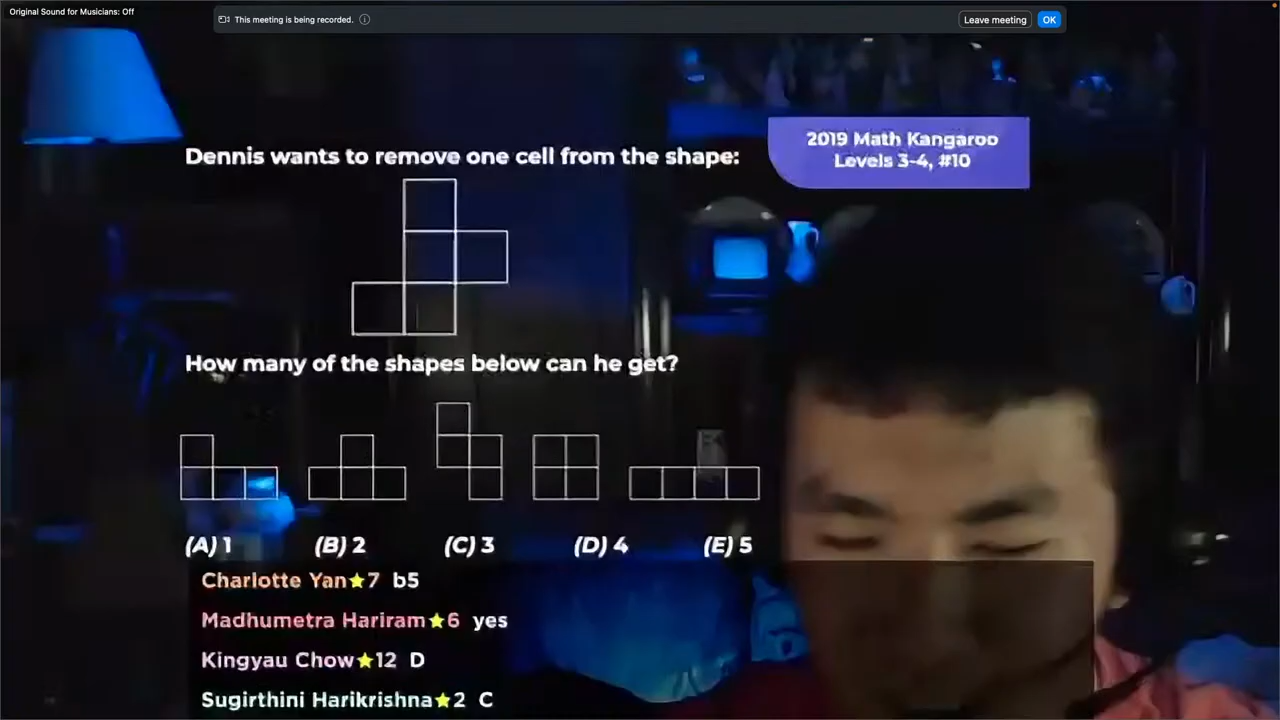 Original Sound for Musicians: Off
This meeting is being recorded.
Leave meeting
OK
2019 Math Kangaroo
Levels 3-4, #10
Dennis wants to remove one cell from the shape:
How many of the shapes below can he get?
(A) 1 (B) 2 (C) 3 (D) 4 (E) 5
Charlotte Yan★7 b5
Madhumetra Hariram★6 yes
Kingyau Chow★12 D
Sugirthini Harikrishna★2 C